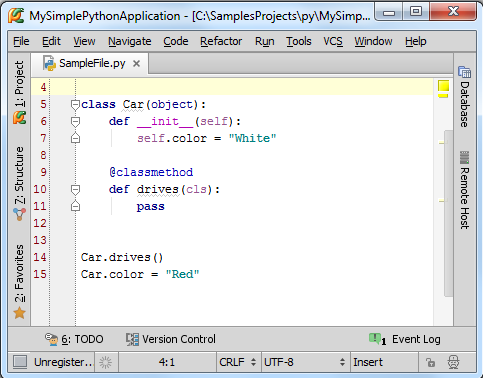 MySimplePythonApplication - [C:\SamplesProjects\py\MySimp...
File Edit View Navigate Code Refactor Run Tools VCS Window Help
SampleFile.py
1: Project
7: Structure
2: Favorites
4
5 class Car(object):
6 def __init__(self):
7 self.color = "White"
8
9 @classmethod
10 def drives(cls):
11 pass
12
13
14 Car.drives()
15 Car.color = "Red"
Database
Remote Host
6: TODO Version Control 1 Event Log
Unregister... 4:1 CRLF UTF-8 Insert